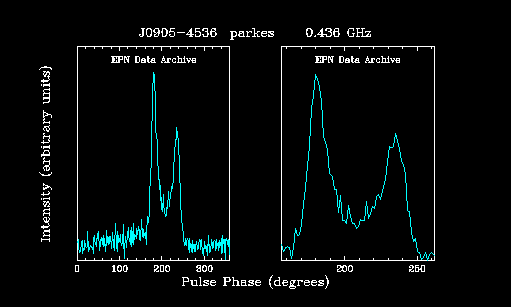 J0905-4536 parkes 0.436 GHz
EPN Data Archive
EPN Data Archive
Intensity (arbitrary units)
0 100 200 300
200 250
Pulse Phase (degrees)